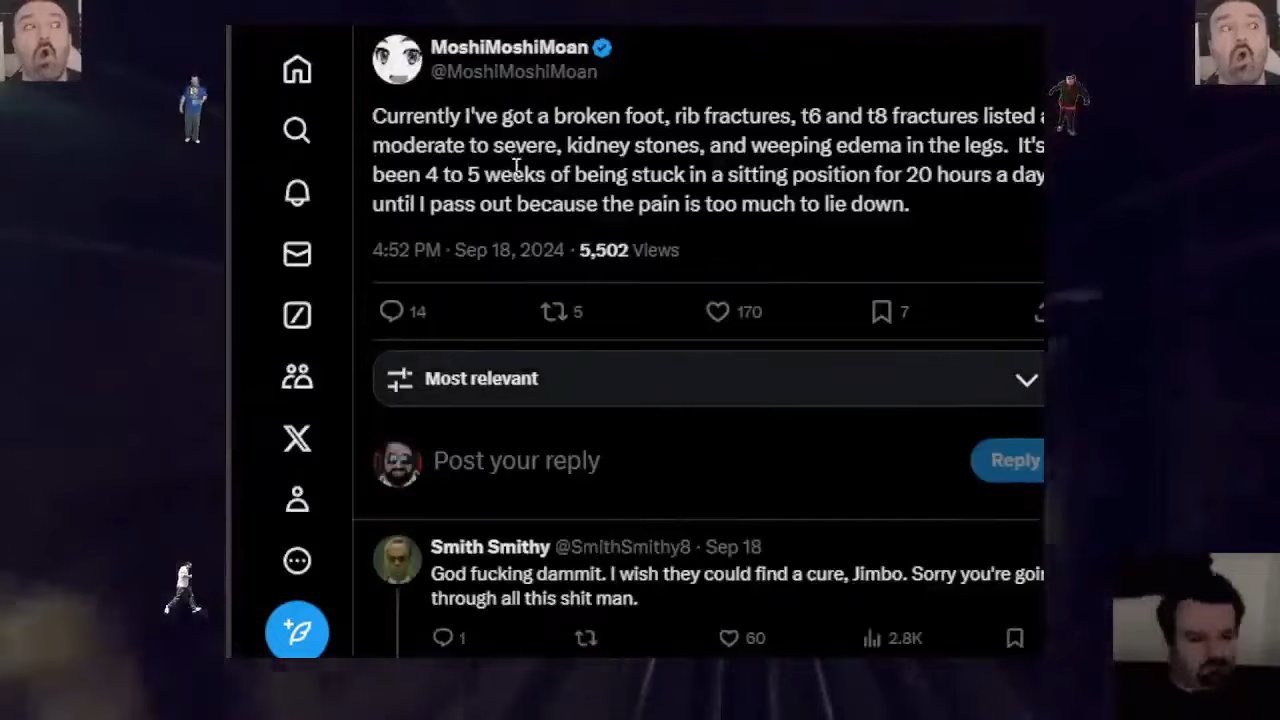 MoshiMoshiMoan
@MoshiMoshiMoan
Currently I've got a broken foot, rib fractures, t6 and t8 fractures listed
moderate to severe, kidney stones, and weeping edema in the legs. It's
been 4 to 5 weeks of being stuck in a sitting position for 20 hours a day
until I pass out because the pain is too much to lie down.
4:52 PM · Sep 18, 2024 · 5,502 Views
14 5 170 7
Most relevant
Post your reply
Reply
Smith Smithy @SmithSmithy8 · Sep 18
God fucking dammit. I wish they could find a cure, Jimbo. Sorry you're
through all this shit man.
1 60 2.8K